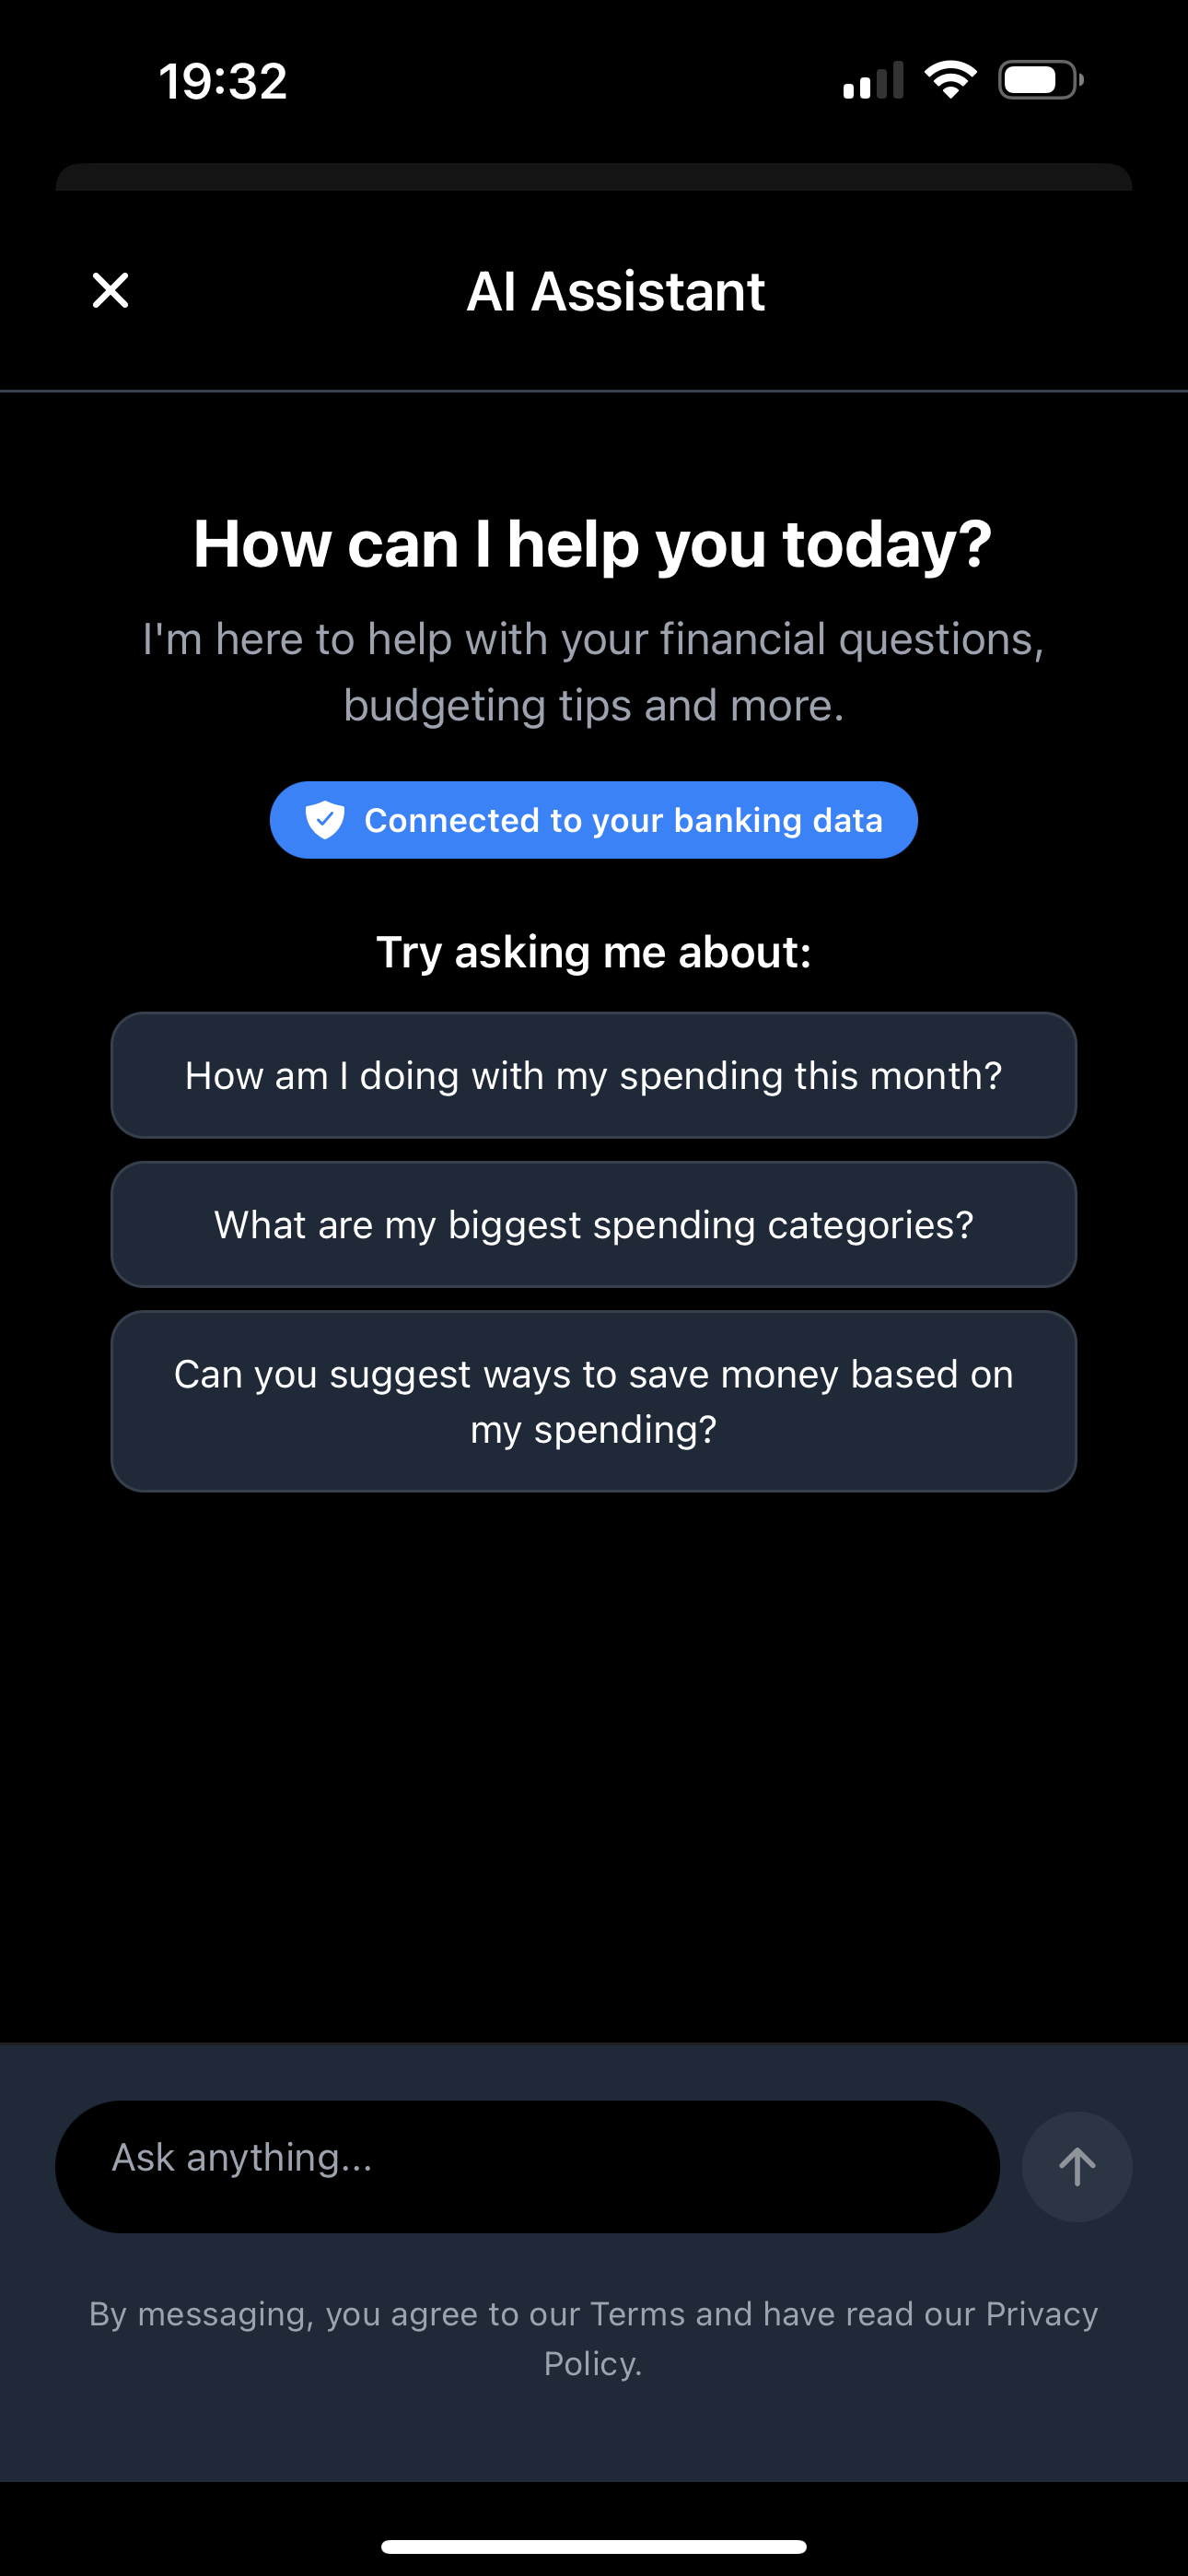 19:32
AI Assistant
How can I help you today?
I'm here to help with your financial questions,
budgeting tips and more.
Connected to your banking data
Try asking me about:
How am I doing with my spending this month?
What are my biggest spending categories?
Can you suggest ways to save money based on
my spending?
Ask anything...
By messaging, you agree to our Terms and have read our Privacy
Policy.